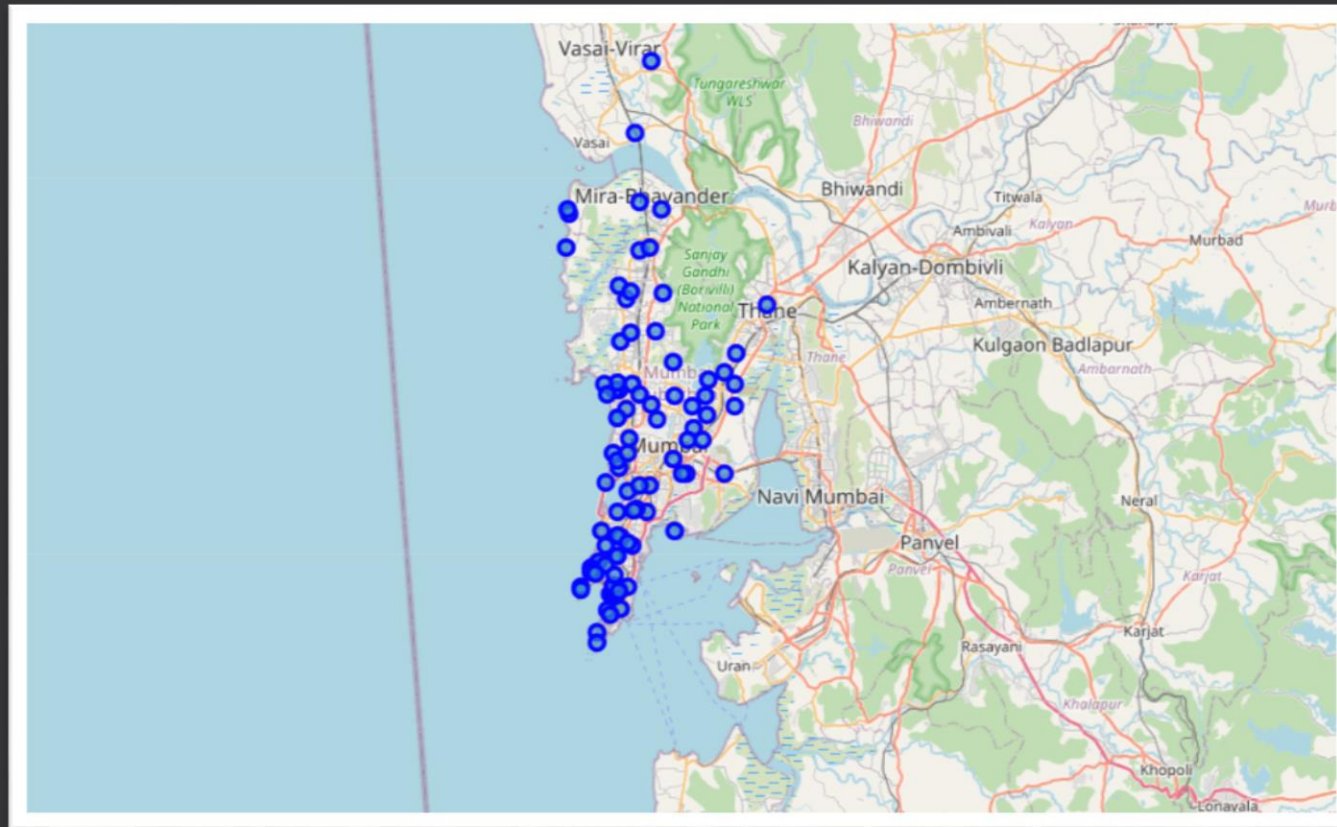 Vasai-Virar
Tungareshwar
WLS
Bhiwandi
Vasai
Mira-Bhayander
Bhiwandi
Titwala
Kalyan
Ambivali
Murbad
Sanjay
Gandhi
(Borivili)
National
Park
Kalyan-Dombivli
Ambernath
Thane
Kulgaon Badlapur
Thane
Ambarnath
Mumbai
Navi Mumbai
Neral
Panvel
Panvel
Karjat
Karjat
Rasayani
Uran
Khalapur
Khopoli
Lonavala